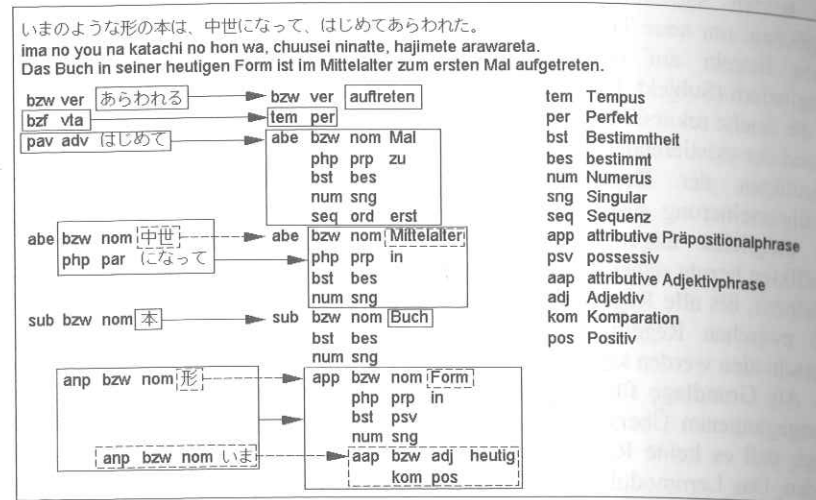 いまのような形の本は、中世になって、はじめてあらわれた。
ima no you na katachi no hon wa, chuusei ninatte, hajimete arawareta.
Das Buch in seiner heutigen Form ist im Mittelalter zum ersten Mal aufgetreten.
bzw ver あらわれる bzw ver auftreten tem Tempus
bzf vta tem per per Perfekt
pav adv はじめて abe bzw nom Mal bst Bestimmtheit
php prp zu bes bestimmt
bst bes num Numerus
num sng sng Singular
seq ord erst seq Sequenz
abe bzw nom 中世 abe bzw nom Mittelalter app attributive Präpositionalphrase
php par になって php prp in psv possessiv
bst bes aap attributive Adjektivphrase
num sng adj Adjektiv
sub bzw nom 本 sub bzw nom Buch kom Komparation
bst bes pos Positiv
num sng
anp bzw nom 形 app bzw nom Form
php prp in
bst psv
num sng
anp bzw nom いま aap bzw adj heutig
kom pos